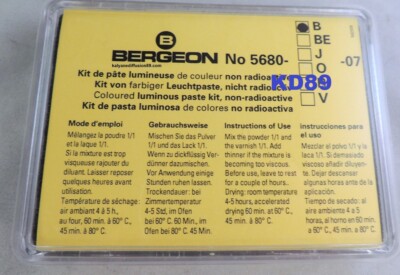 B
BERGEON No 5680-
B
BE
J
O
V
-07
KD89
Kit de pâte lumineuse de couleur non radioactive
Kit von farbiger Leuchtpaste, nicht radioaktiv
Coloured luminous paste kit, non-radioactive
Kit de pasta luminosa de colores no radioactiva
Mode d'emploi
Mélangez la poudre 1/1
et la laque 1/1.
Si la mixture est trop
visqueuse rajouter du
diluant. Laisser reposer
quelques heures avant
utilisation.
Température de séchage:
air ambiant 4 à 5 h,
au four, 60 min. à 60° C,
45 min. à 80° C.
Gebrauchsweise
Machen Sie das Pulver
1/1 und das Lack 1/1.
Wenn zu dickflüssig Ver-
dünner dazumischen.
Vor Anwendung einige
Stunden ruhen lassen.
Trockendauer: bei
Zimmertemperatur
4-5 Std, im Ofen
bei 60° C, 60 Min., im
Ofen bei 80° C, 45 Min.
Instructions of Use
Mix the powder 1/1 and
the varnish 1/1. Add
thinner if the mixture
is becoming too viscous.
Before use, leave to rest
for a couple of hours.
Drying: room temperature
4-5 hours, accelerated
drying 60 min. at 60° C,
45 min. at 80° C.
Instrucciones para
el uso
Mezclar el polvo 1/1 y la
laca 1/1. Si demasiado
viscoso, añadir diluyen-
te. Dejar descansar
algunas horas antes de la
aplicación.
Tiempo de secado: al
aire ambiente 4 a 5
horas, al horno en 60 min.
a 60° C, en 45 min.
a 80° C.